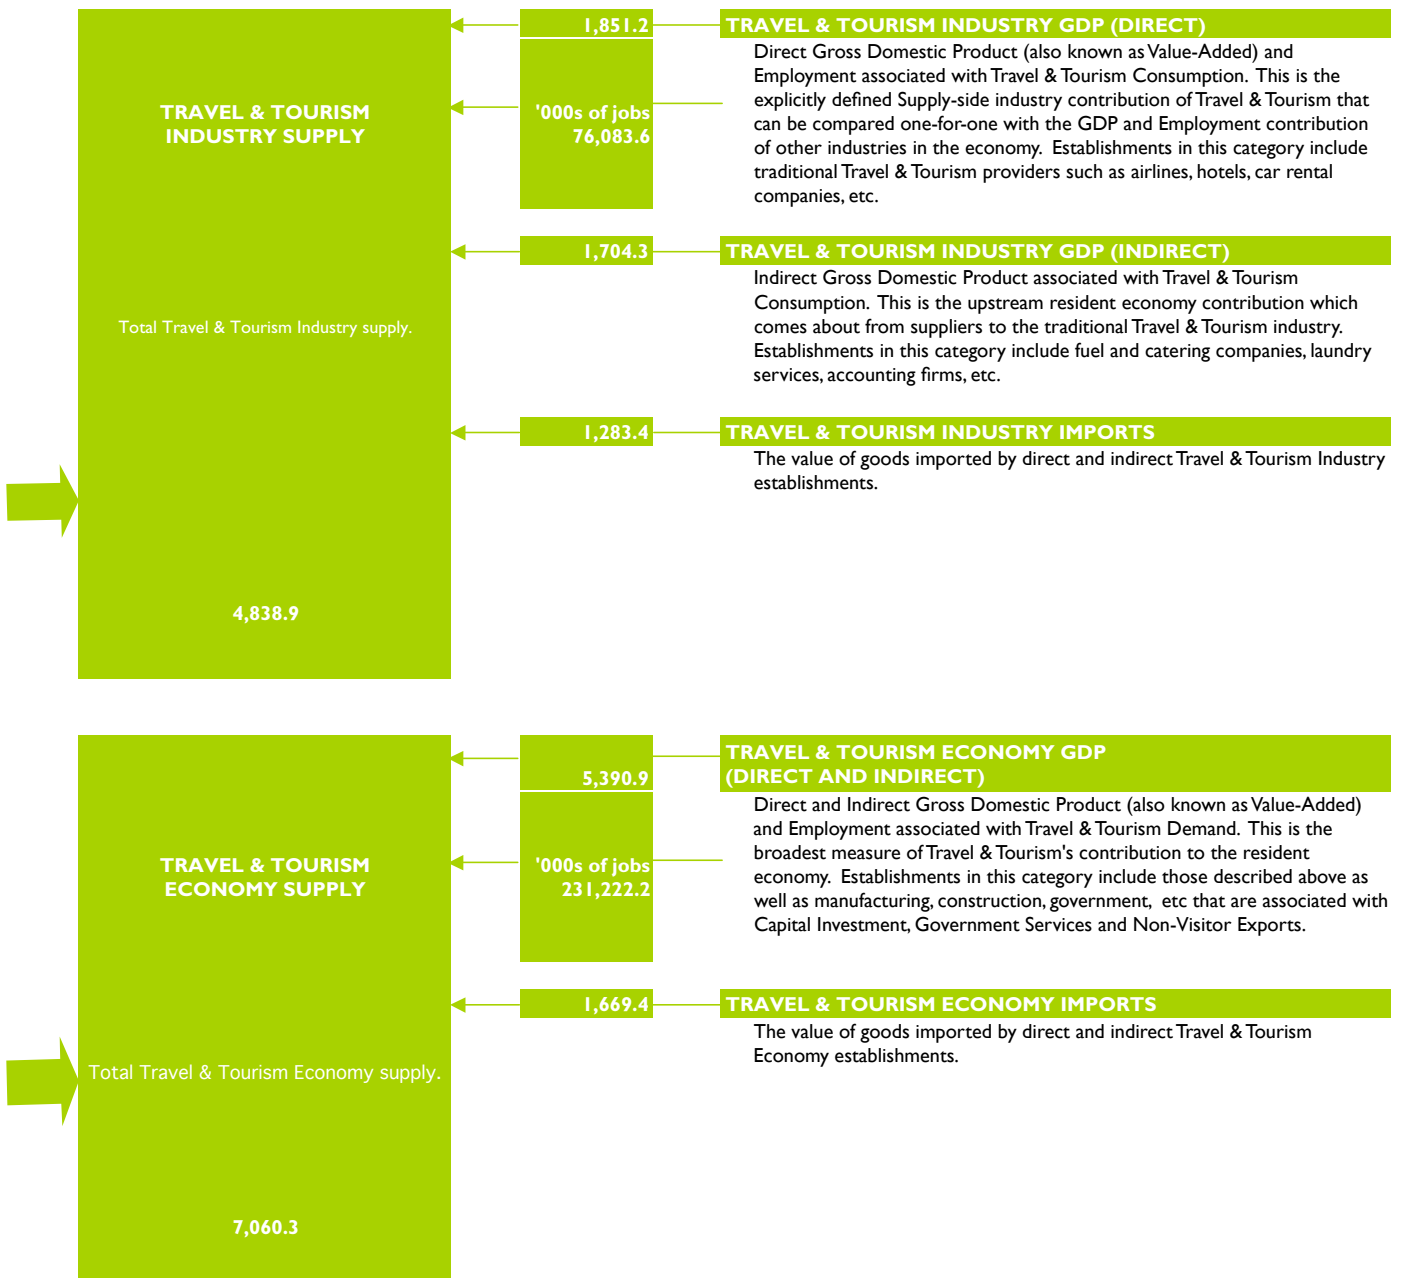 1,851.2
TRAVEL & TOURISM INDUSTRY GDP (DIRECT)
Direct Gross Domestic Product (also known as Value-Added) and
Employment associated with Travel & Tourism Consumption. This is the
explicitly defined Supply-side industry contribution of Travel & Tourism that
can be compared one-for-one with the GDP and Employment contribution
of other industries in the economy. Establishments in this category include
traditional Travel & Tourism providers such as airlines, hotels, car rental
companies, etc.
TRAVEL & TOURISM
INDUSTRY SUPPLY
'000s of jobs
76,083.6
1,704.3
TRAVEL & TOURISM INDUSTRY GDP (INDIRECT)
Indirect Gross Domestic Product associated with Travel & Tourism
Consumption. This is the upstream resident economy contribution which
comes about from suppliers to the traditional Travel & Tourism industry.
Establishments in this category include fuel and catering companies, laundry
services, accounting firms, etc.
Total Travel & Tourism Industry supply.
1,283.4
TRAVEL & TOURISM INDUSTRY IMPORTS
The value of goods imported by direct and indirect Travel & Tourism Industry
establishments.
4,838.9
5,390.9
TRAVEL & TOURISM ECONOMY GDP
(DIRECT AND INDIRECT)
Direct and Indirect Gross Domestic Product (also known as Value-Added)
and Employment associated with Travel & Tourism Demand. This is the
broadest measure of Travel & Tourism's contribution to the resident
economy. Establishments in this category include those described above as
well as manufacturing, construction, government, etc that are associated with
Capital Investment, Government Services and Non-Visitor Exports.
TRAVEL & TOURISM
ECONOMY SUPPLY
'000s of jobs
231,222.2
1,669.4
TRAVEL & TOURISM ECONOMY IMPORTS
The value of goods imported by direct and indirect Travel & Tourism
Economy establishments.
Total Travel & Tourism Economy supply.
7,060.3